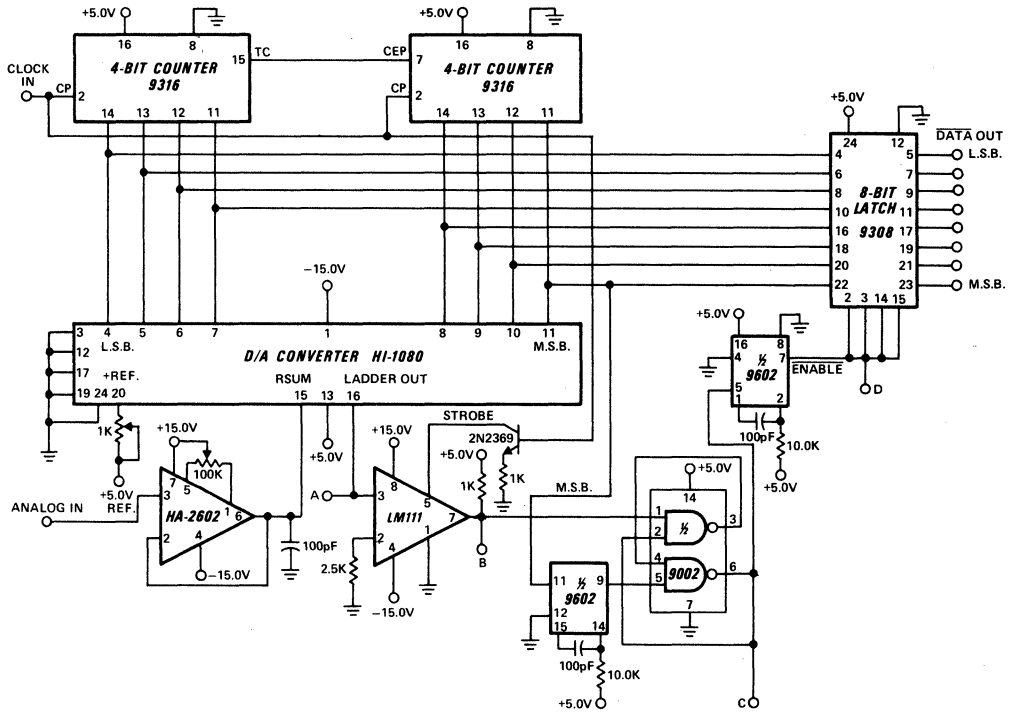 +5.0V
16
8
4-BIT COUNTER
9316
15
TC
CLOCK
IN
CP
2
14
13
12
11
+5.0V
16
8
4-BIT COUNTER
9316
CEP
7
CP
2
14
13
12
11
+5.0V
24
12
DATA OUT
4
5
L.S.B.
6
7
8
8-BIT
9
10
LATCH
11
16
9308
17
18
19
20
21
22
23
M.S.B.
2
3
14
15
-15.0V
3
4
5
6
7
1
8
9
10
11
L.S.B.
M.S.B.
12
D/A CONVERTER HI-1080
17
+REF.
RSUM
LADDER OUT
19
24
20
15
13
16
1K
+5.0V
REF.
+5.0V
+5.0V
16
8
4
½
7
9602
5
1
2
ENABLE
D
100pF
10.0K
+5.0V
STROBE
2N2369
+5.0V
1K
1K
+15.0V
7
5
100K
ANALOG IN
3
HA-2602
1
6
2
4
-15.0V
100pF
+15.0V
A
3
8
5
LM111
7
2
4
1
2.5K
-15.0V
B
M.S.B.
+5.0V
14
1
2
½
3
4
5
9002
6
7
11
½
9
9602
12
15
14
100pF
10.0K
+5.0V
C